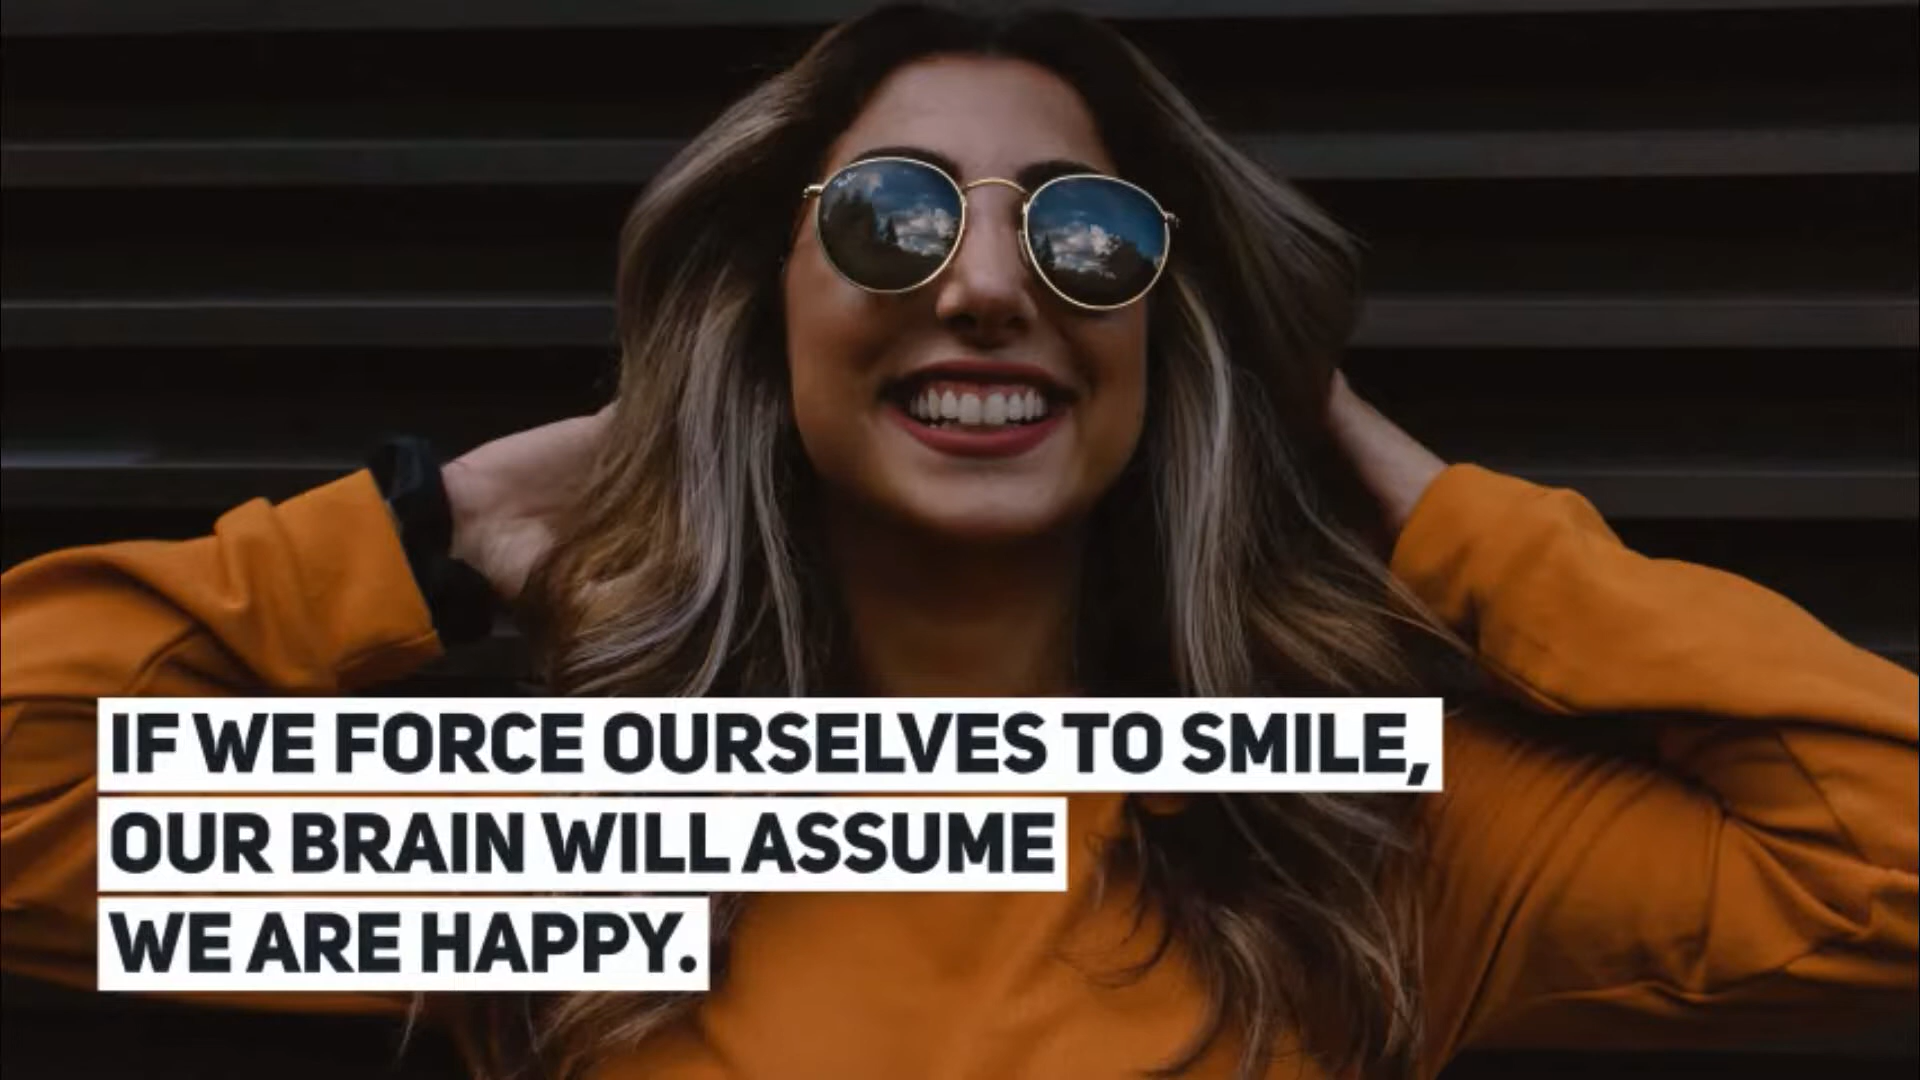 IF WE FORCE OURSELVES TO SMILE,
OUR BRAIN WILL ASSUME
WE ARE HAPPY.